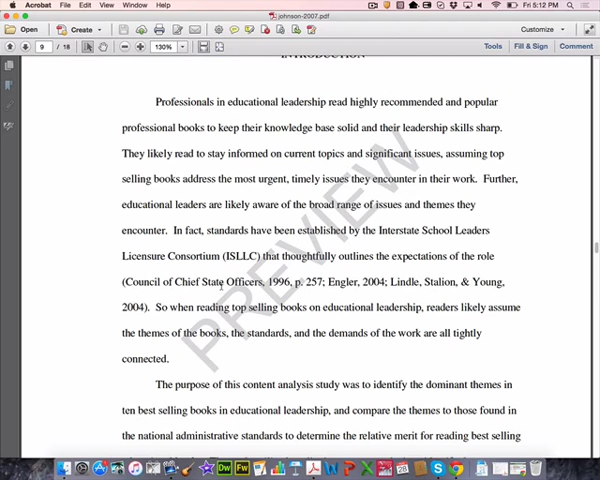 Acrobat File Edit View Window Help
Fri 5:12 PM
johnson-2007.pdf
Open
Create
Customize
9 / 18
130%
Tools
Fill & Sign
Comment
INTRODUCTION
Professionals in educational leadership read highly recommended and popular
professional books to keep their knowledge base solid and their leadership skills sharp.
They likely read to stay informed on current topics and significant issues, assuming top
selling books address the most urgent, timely issues they encounter in their work. Further,
educational leaders are likely aware of the broad range of issues and themes they
encounter. In fact, standards have been established by the Interstate School Leaders
Licensure Consortium (ISLLC) that thoughtfully outlines the expectations of the role
(Council of Chief State Officers, 1996, p. 257; Engler, 2004; Lindle, Stalion, & Young,
2004). So when reading top selling books on educational leadership, readers likely assume
the themes of the books, the standards, and the demands of the work are all tightly
connected.
The purpose of this content analysis study was to identify the dominant themes in
ten best selling books in educational leadership, and compare the themes to those found in
the national administrative standards to determine the relative merit for reading best selling
PREVIEW
Dw
Fw
28